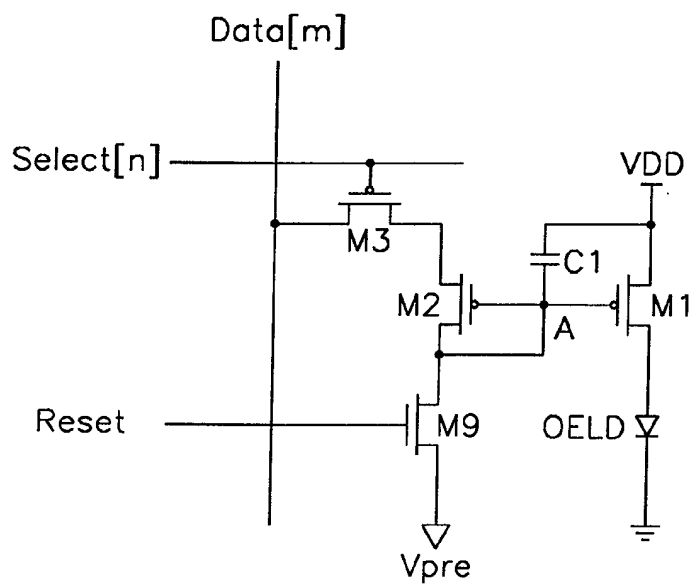 Data[m]
Select[n]
VDD
M3
C1
M2
M1
A
Reset
M9
OELD
Vpre